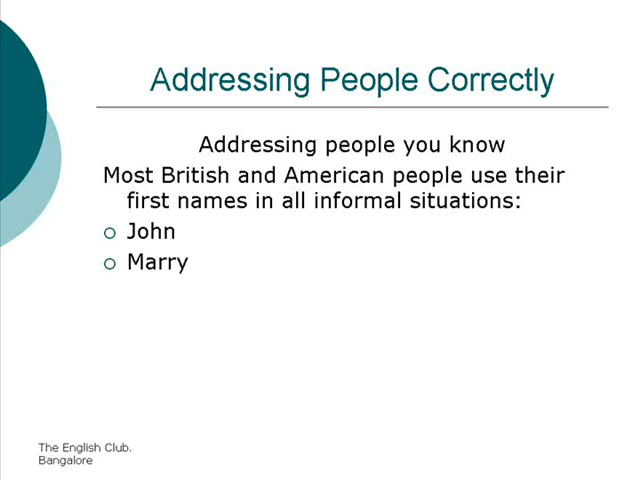 Addressing People Correctly
Addressing people you know
Most British and American people use their
first names in all informal situations:
John
Marry
The English Club.
Bangalore